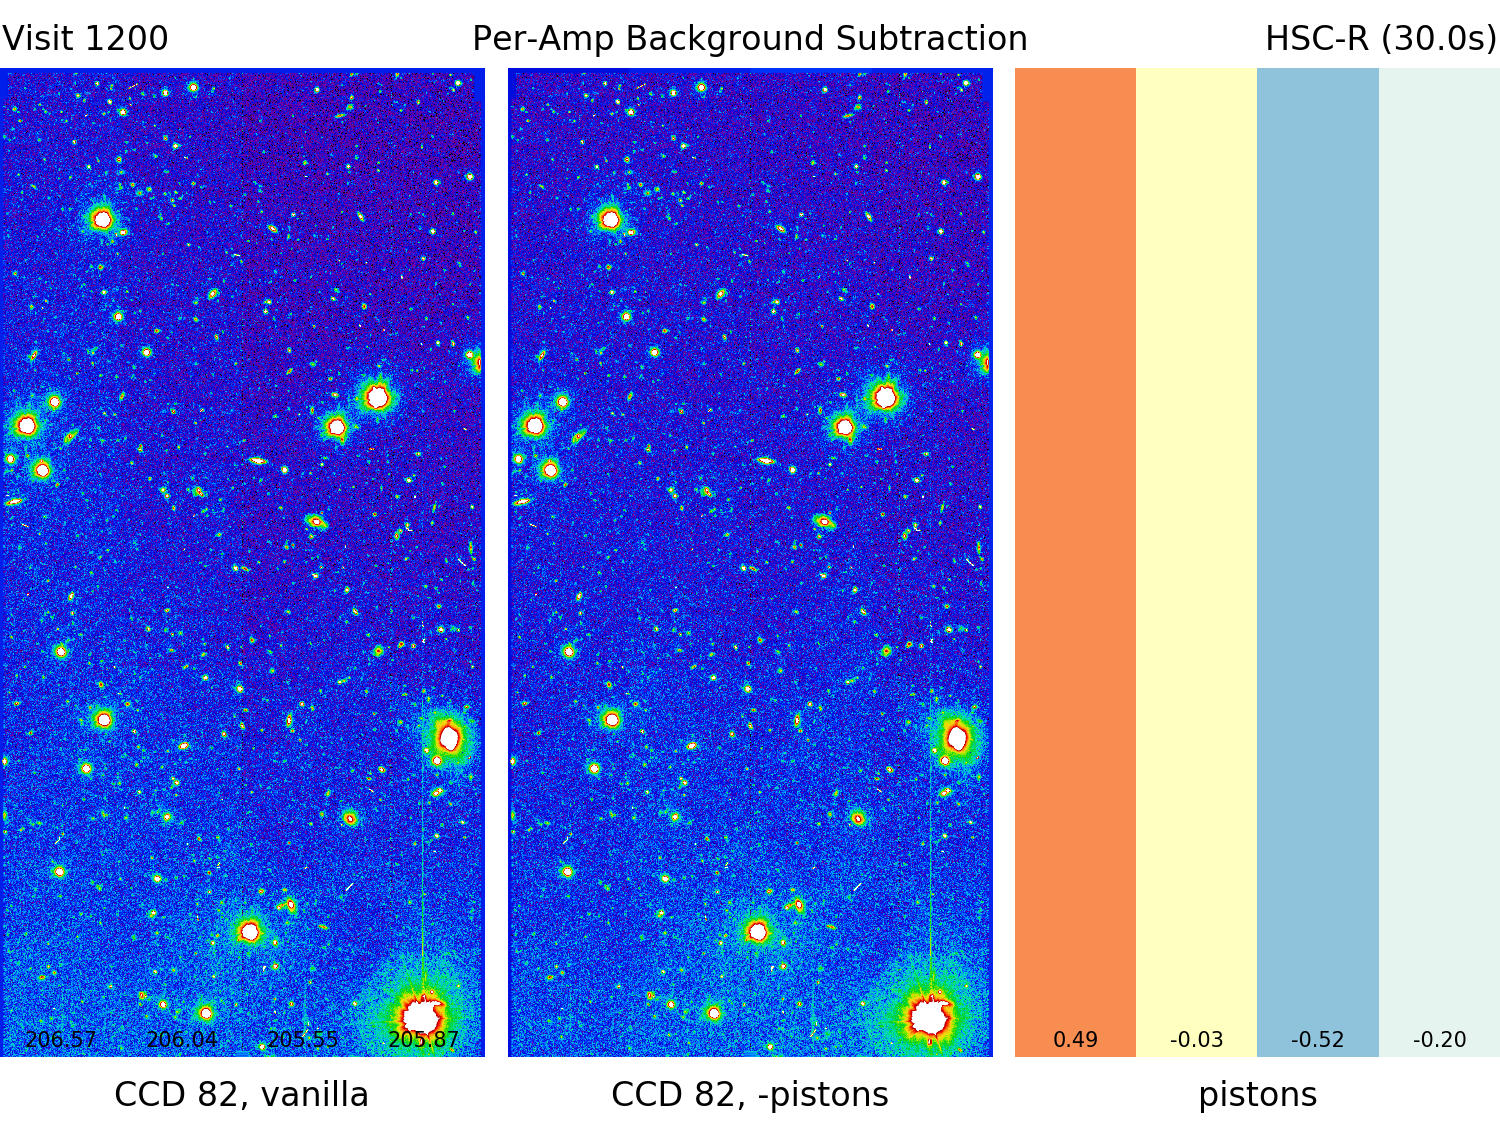 Visit 1200 Per-Amp Background Subtraction HSC-R (30.0s)
206.57 206.04 205.55 205.87 0.49 -0.03 -0.52 -0.20
CCD 82, vanilla CCD 82, -pistons pistons